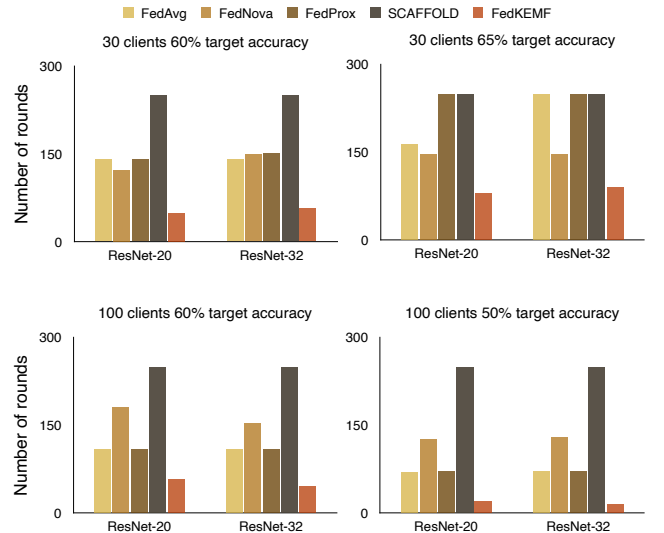 FedAvg FedNova FedProx SCAFFOLD FedKEMF
30 clients 60% target accuracy
30 clients 65% target accuracy
Number of rounds
300
150
0
ResNet-20 ResNet-32
300
150
0
ResNet-20 ResNet-32
100 clients 60% target accuracy
100 clients 50% target accuracy
Number of rounds
300
150
0
ResNet-20 ResNet-32
300
150
0
ResNet-20 ResNet-32